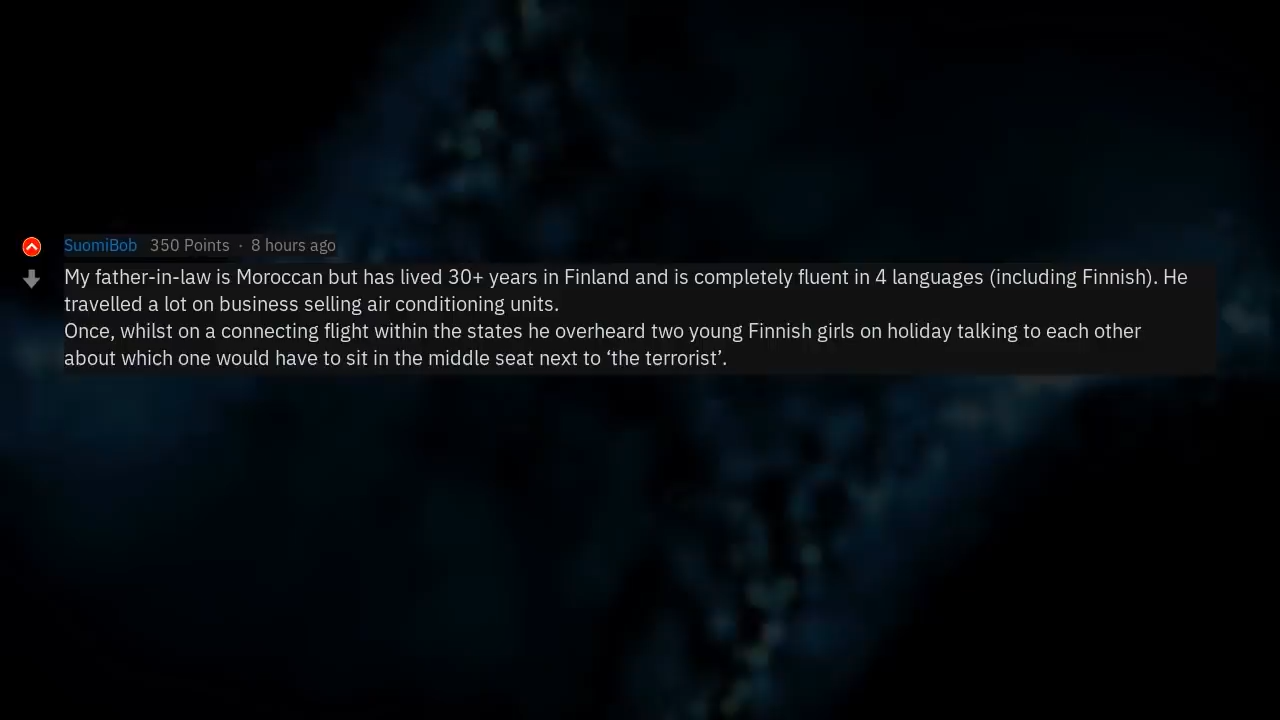 SuomiBob 350 Points · 8 hours ago
My father-in-law is Moroccan but has lived 30+ years in Finland and is completely fluent in 4 languages (including Finnish). He
travelled a lot on business selling air conditioning units.
Once, whilst on a connecting flight within the states he overheard two young Finnish girls on holiday talking to each other
about which one would have to sit in the middle seat next to ‘the terrorist’.